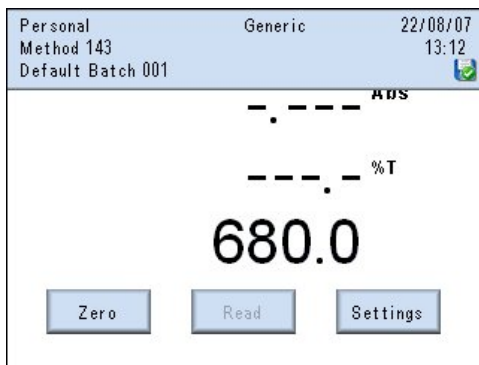 Personal Generic 22/08/07
Method 143 13:12
Default Batch 001
-.--- Abs
---.- %T
680.0
Zero Read Settings